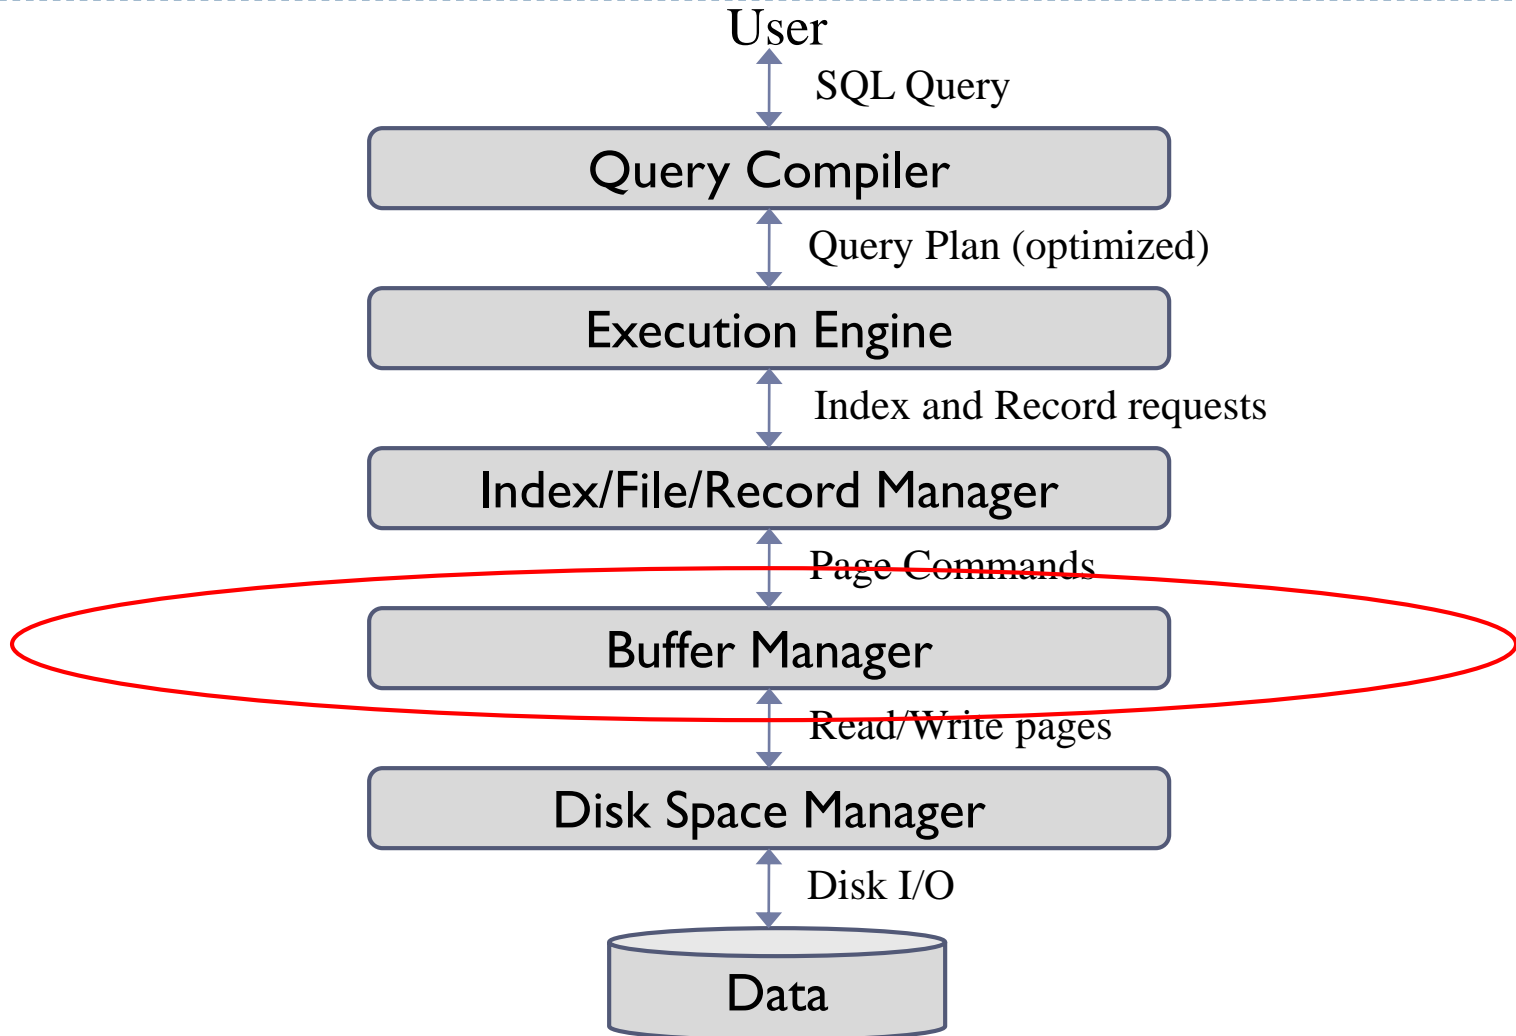 User
SQL Query
Query Compiler
Query Plan (optimized)
Execution Engine
Index and Record requests
Index/File/Record Manager
Page Commands
Buffer Manager
Read/Write pages
Disk Space Manager
Disk I/O
Data